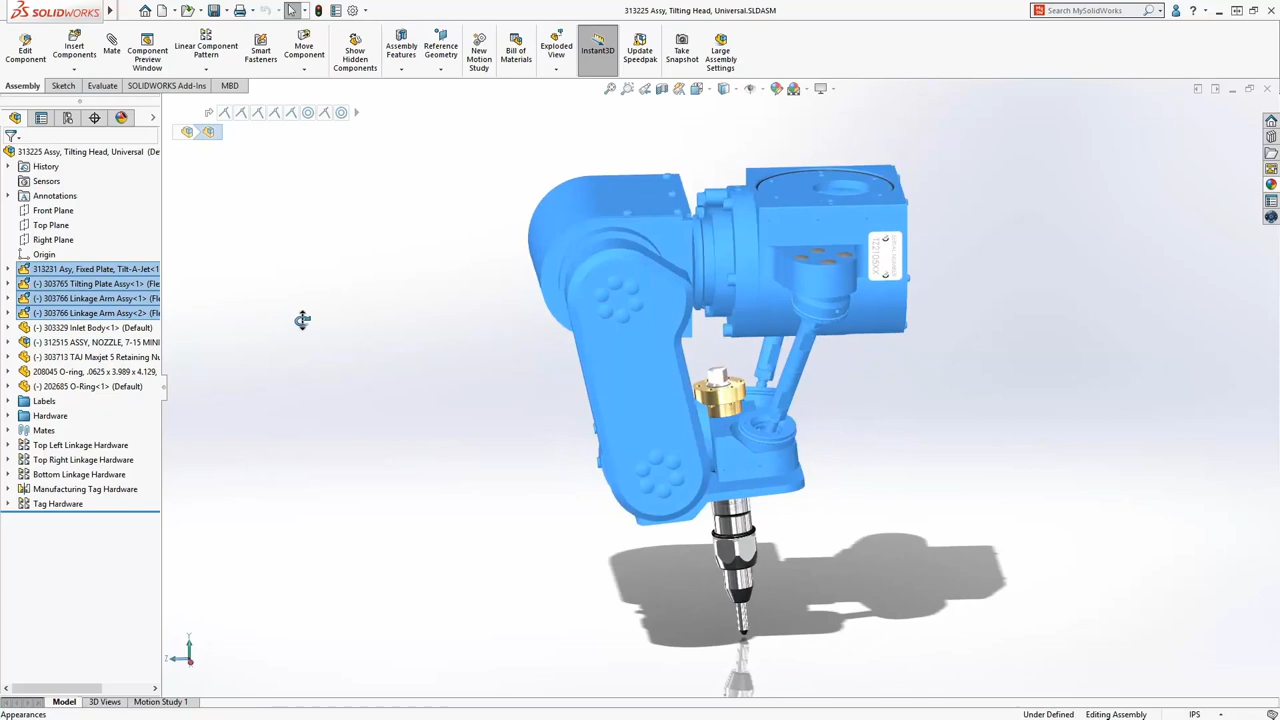 SOLIDWORKS
313225 Assy, Tilting Head, Universal.SLDASM
Search MySolidWorks
Edit Component
Insert Components
Mate
Component Preview Window
Linear Component Pattern
Smart Fasteners
Move Component
Show Hidden Components
Assembly Features
Reference Geometry
New Motion Study
Bill of Materials
Exploded View
Instant3D
Update Speedpak
Take Snapshot
Large Assembly Settings
Assembly
Sketch
Evaluate
SOLIDWORKS Add-Ins
MBD
313225 Assy, Tilting Head, Universal (De
History
Sensors
Annotations
Front Plane
Top Plane
Right Plane
Origin
313231 Asy, Fixed Plate, Tilt-A-Jet<1
(-) 303765 Tilting Plate Assy<1> (Fle
(-) 303766 Linkage Arm Assy<1> (Fl
(-) 303766 Linkage Arm Assy<2> (Fl
(-) 303329 Inlet Body<1> (Default)
(-) 312515 ASSY, NOZZLE, 7-15 MINI
(-) 303713 TAJ Maxjet 5 Retaining Nu
208045 O-ring, .0625 x 3.989 x 4.129,
(-) 202685 O-Ring<1> (Default)
Labels
Hardware
Mates
Top Left Linkage Hardware
Top Right Linkage Hardware
Bottom Linkage Hardware
Manufacturing Tag Hardware
Tag Hardware
Y
Z
Model
3D Views
Motion Study 1
Appearances
Under Defined
Editing Assembly
IPS